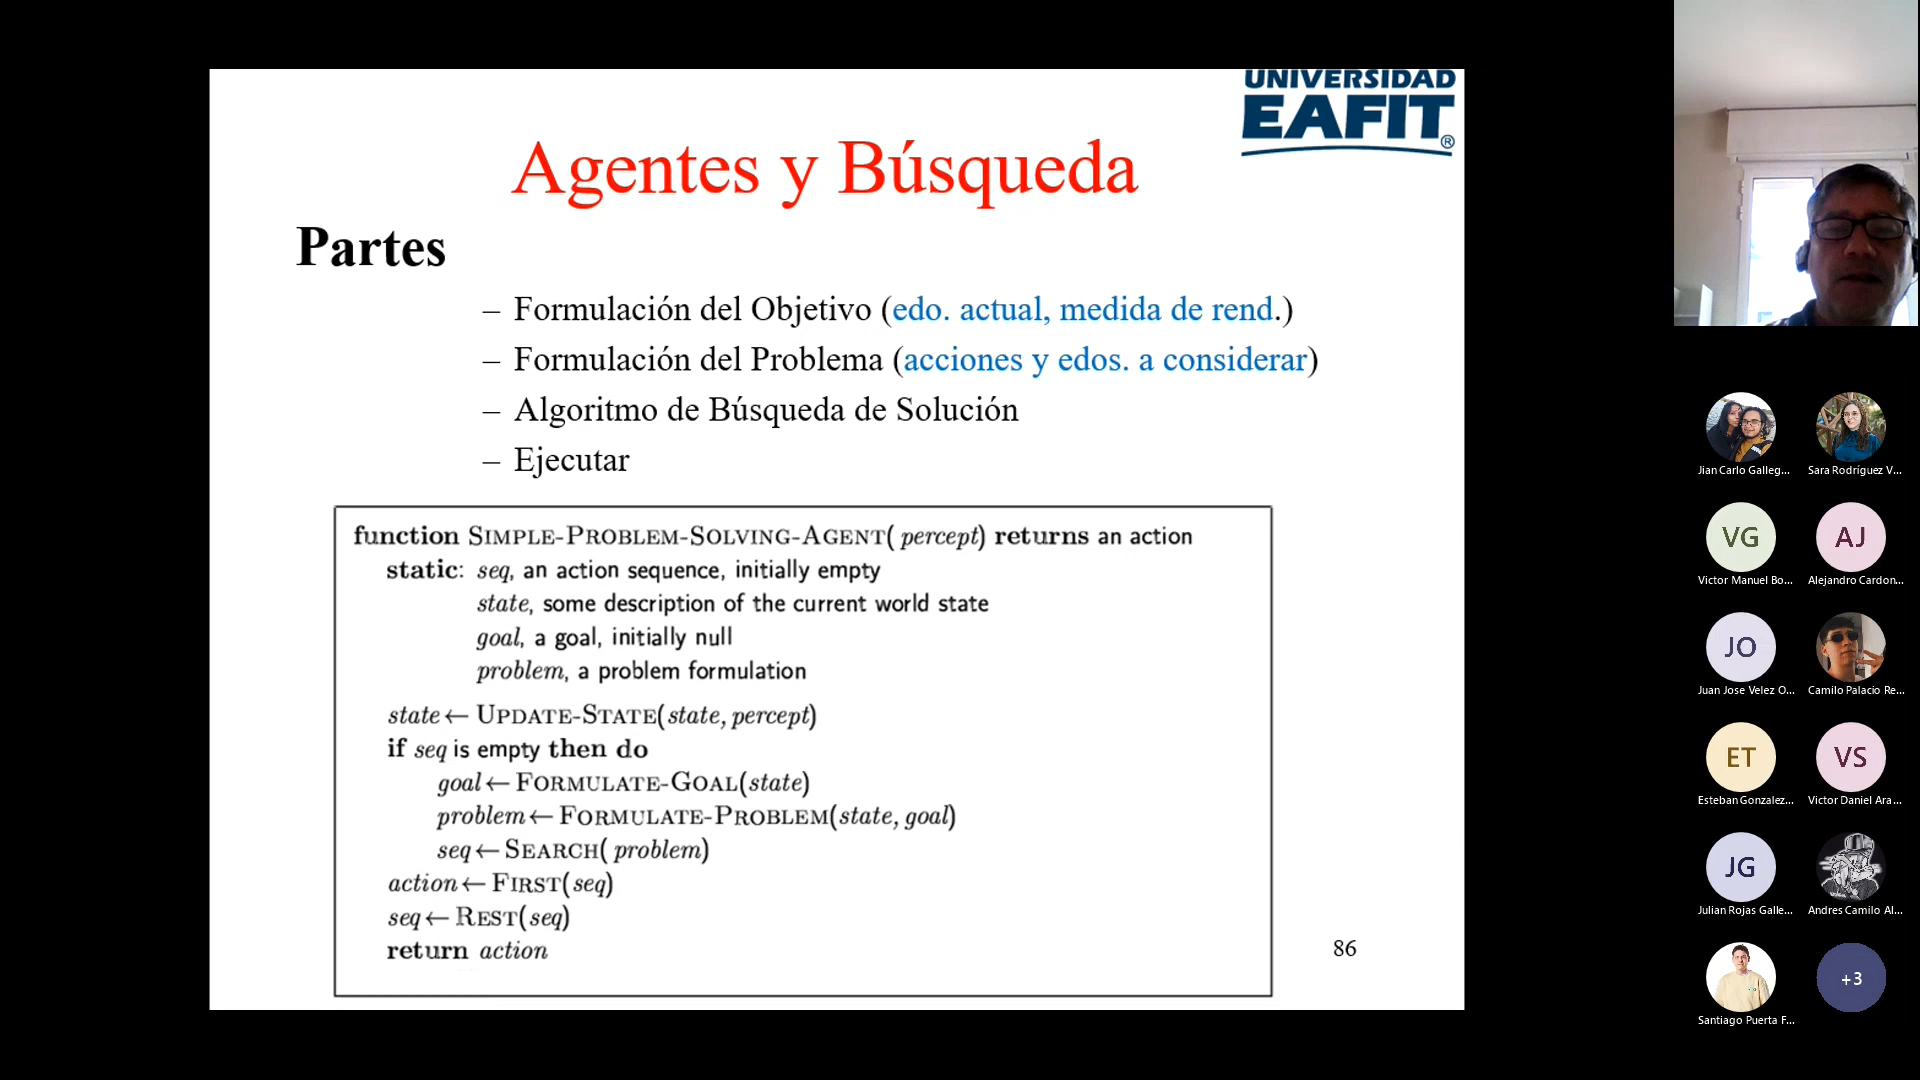 UNIVERSIDAD
EAFIT®
Agentes y Búsqueda
Partes
– Formulación del Objetivo (edo. actual, medida de rend.)
– Formulación del Problema (acciones y edos. a considerar)
– Algoritmo de Búsqueda de Solución
– Ejecutar
function SIMPLE-PROBLEM-SOLVING-AGENT( percept) returns an action
static: seq, an action sequence, initially empty
state, some description of the current world state
goal, a goal, initially null
problem, a problem formulation
state ← UPDATE-STATE(state, percept)
if seq is empty then do
goal ← FORMULATE-GOAL(state)
problem ← FORMULATE-PROBLEM(state, goal)
seq ← SEARCH( problem)
action ← FIRST(seq)
seq ← REST(seq)
return action
86
Jian Carlo Galleg...
Sara Rodríguez V...
VG
Victor Manuel Bo...
AJ
Alejandro Cardon...
JO
Juan Jose Velez O...
Camilo Palacio Re...
ET
Esteban Gonzalez...
VS
Victor Daniel Ara...
JG
Julian Rojas Galle...
Andres Camilo Al...
Santiago Puerta F...
+3